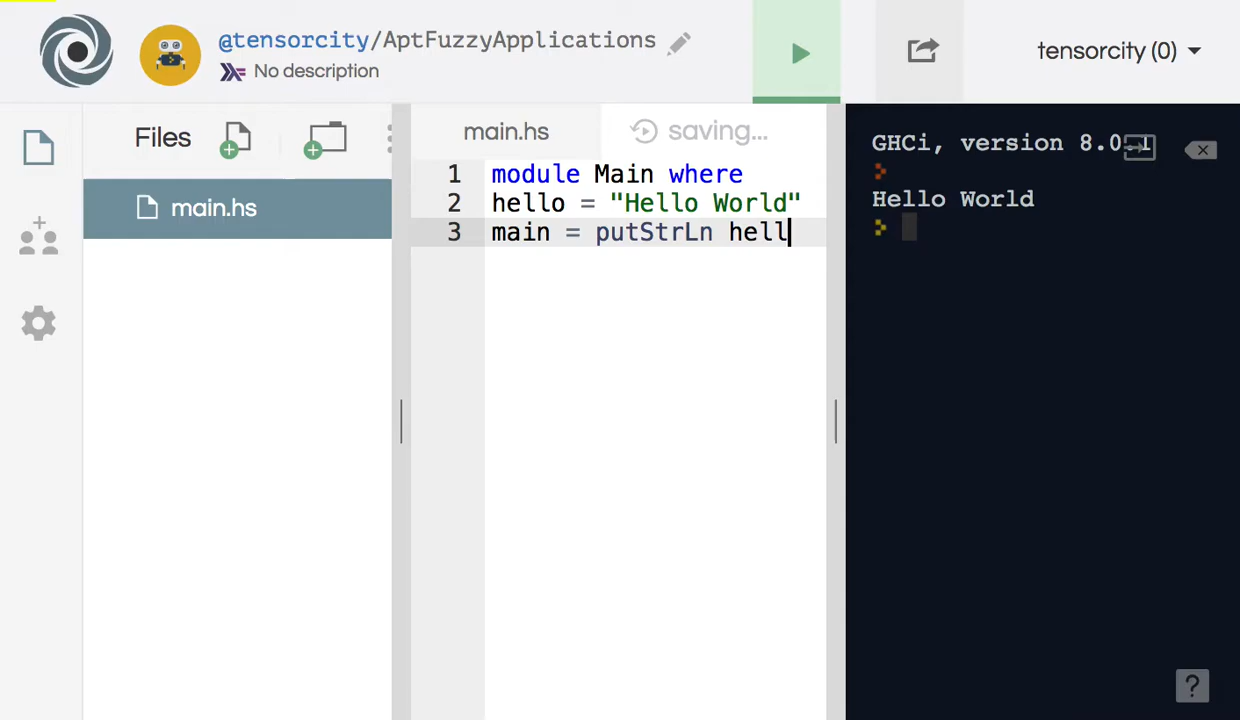 @tensorcity/AptFuzzyApplications
No description
tensorcity (0)
Files
main.hs
main.hs
saving...
1 module Main where
2 hello = "Hello World"
3 main = putStrLn hell
GHCi, version 8.0
Hello World
?